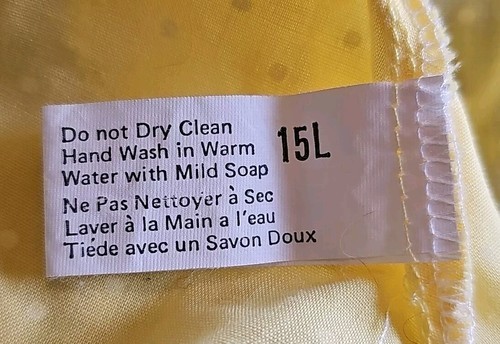 Do not Dry Clean
Hand Wash in Warm
Water with Mild Soap
Ne Pas Nettoyer à Sec
Laver à la Main a l'eau
Tiéde avec un Savon Doux
15L